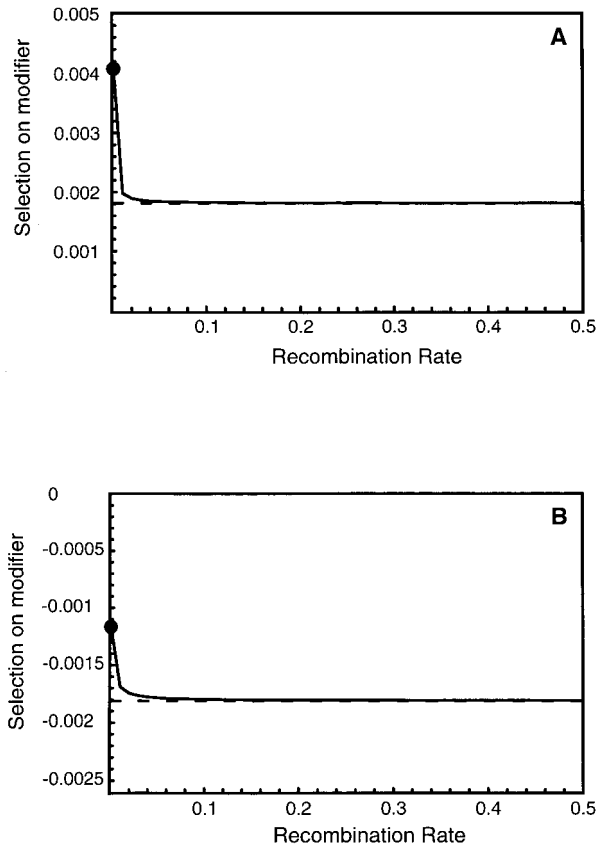 0.005
A
0.004
0.003
0.002
0.001
Selection on modifier
0.1 0.2 0.3 0.4 0.5
Recombination Rate
0
B
-0.0005
-0.001
-0.0015
-0.002
-0.0025
Selection on modifier
0.1 0.2 0.3 0.4 0.5
Recombination Rate